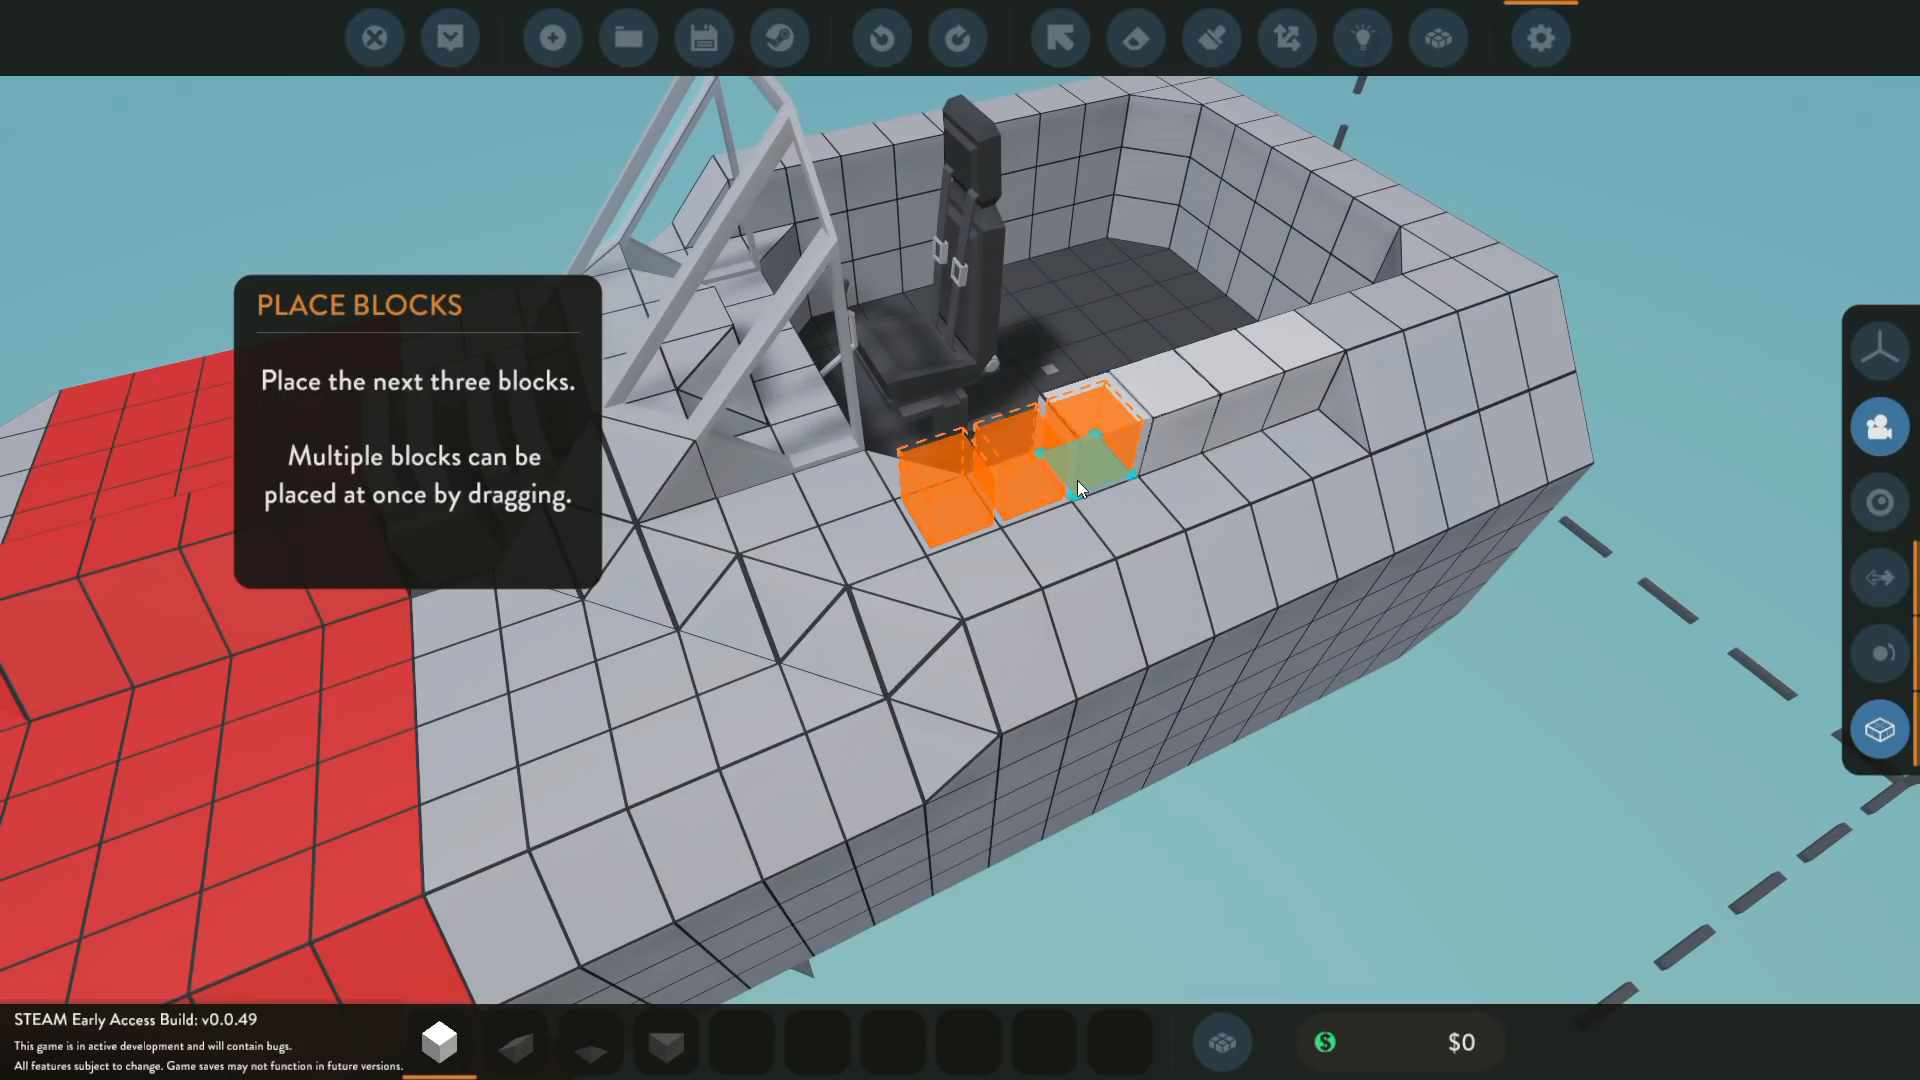 PLACE BLOCKS
Place the next three blocks.
Multiple blocks can be
placed at once by dragging.
STEAM Early Access Build: v0.0.49
This game is in active development and will contain bugs.
All features subject to change. Game saves may not function in future versions.
$0